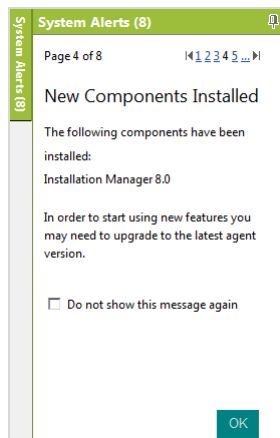 System Alerts (8)
System Alerts (8)
Page 4 of 8
1 2 3 4 5 ...
New Components Installed
The following components have been
installed:
Installation Manager 8.0
In order to start using new features you
may need to upgrade to the latest agent
version.
Do not show this message again
OK